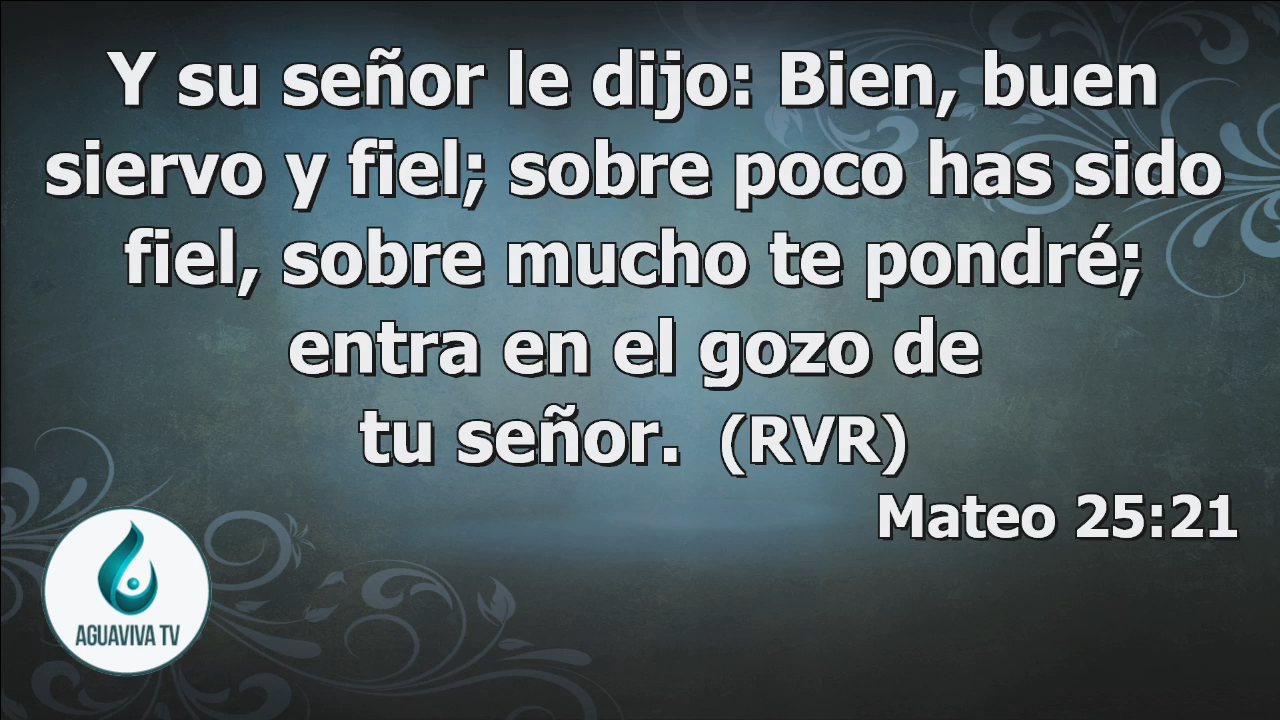 Y su señor le dijo: Bien, buen
siervo y fiel; sobre poco has sido
fiel, sobre mucho te pondré;
entra en el gozo de
tu señor. (RVR)
Mateo 25:21
AGUAVIVA TV